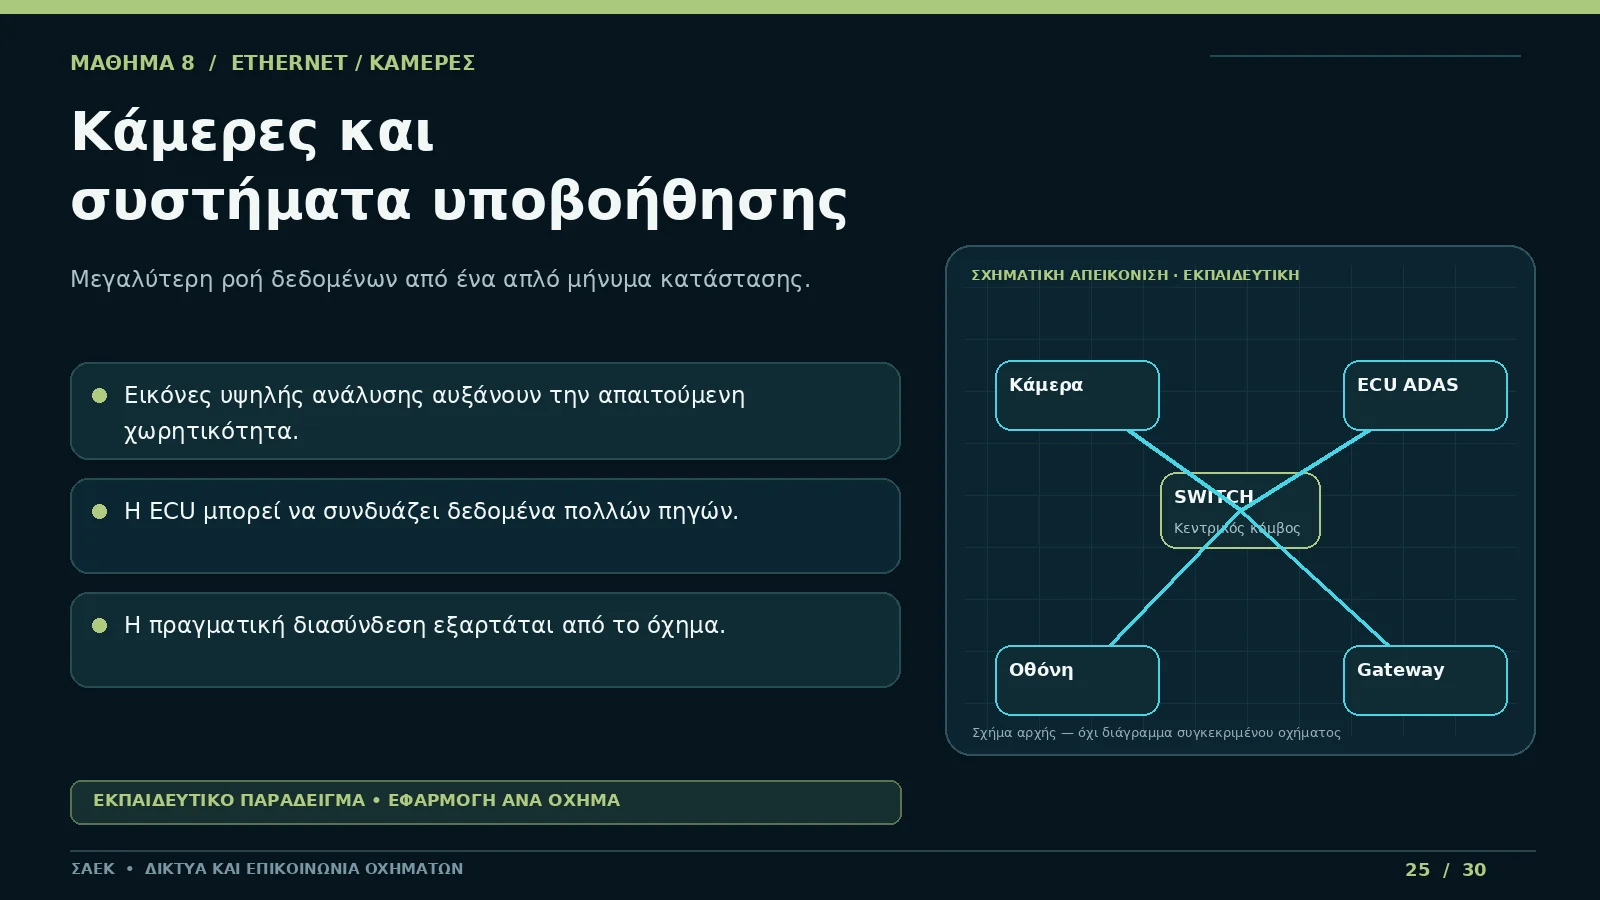 ΜΑΘΗΜΑ 8 / ETHERNET / ΚΑΜΕΡΕΣ
Κάμερες και
συστήματα υποβοήθησης
Μεγαλύτερη ροή δεδομένων από ένα απλό μήνυμα κατάστασης.
Εικόνες υψηλής ανάλυσης αυξάνουν την απαιτούμενη
χωρητικότητα.
Η ECU μπορεί να συνδυάζει δεδομένα πολλών πηγών.
Η πραγματική διασύνδεση εξαρτάται από το όχημα.
ΕΚΠΑΙΔΕΥΤΙΚΟ ΠΑΡΑΔΕΙΓΜΑ • ΕΦΑΡΜΟΓΗ ΑΝΑ ΟΧΗΜΑ
ΣΧΗΜΑΤΙΚΗ ΑΠΕΙΚΟΝΙΣΗ · ΕΚΠΑΙΔΕΥΤΙΚΗ
Κάμερα
ECU ADAS
SWITCH
Κεντρικός κόμβος
Οθόνη
Gateway
Σχήμα αρχής — όχι διάγραμμα συγκεκριμένου οχήματος
ΣΑΕΚ • ΔΙΚΤΥΑ ΚΑΙ ΕΠΙΚΟΙΝΩΝΙΑ ΟΧΗΜΑΤΩΝ
25 / 30